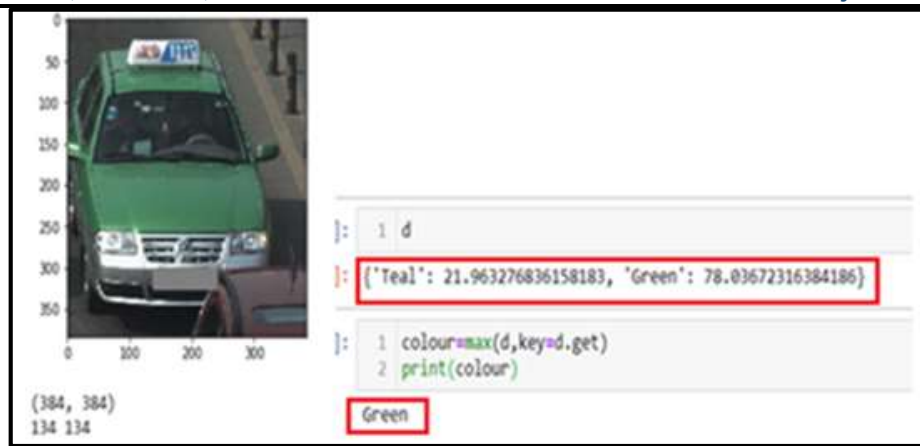 0
50
100
150
200
250
300
350
0 100 200 300
(384, 384)
134 134
]: 1 d
]: {'Teal': 21.963276836158183, 'Green': 78.03672316384186}
]: 1 colour=max(d,key=d.get)
2 print(colour)
Green